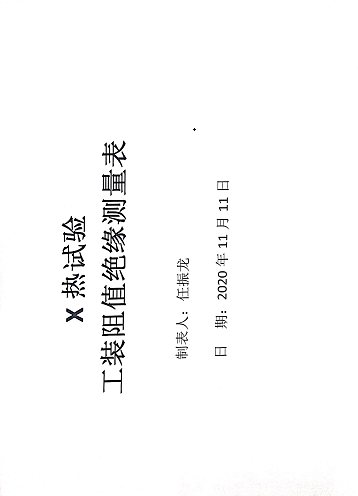 X 热试验
工装阻值绝缘测量表
制表人：任振龙
日 期：2020 年 11 月 11 日